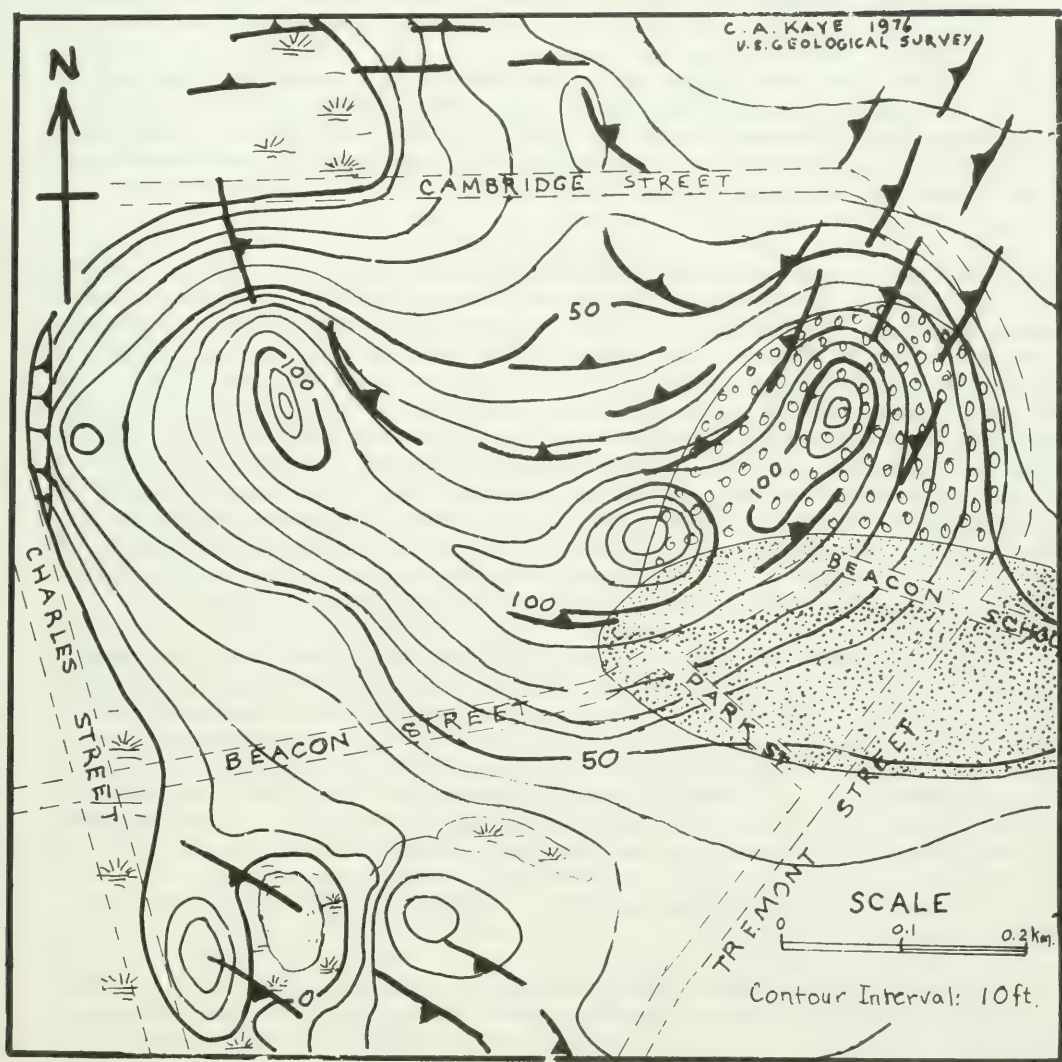 C. A. KAYE 1976
U.S. GEOLOGICAL SURVEY
N
CAMBRIDGE STREET
50
100
100
100
BEACON
SCHOOL
CHARLES STREET
PARK ST.
BEACON STREET
50
TREMONT STREET
0
SCALE
0 0.1 0.2 km.
Contour Interval: 10ft.